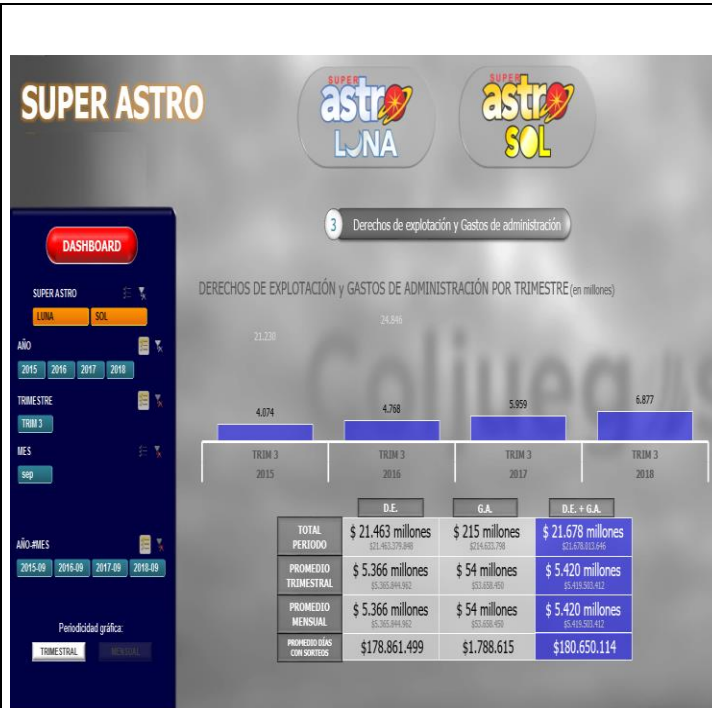 SUPER ASTRO
SUPER
astro
LUNA
SUPER
astro
SOL
3 Derechos de explotación y Gastos de administración
DASHBOARD
SUPER ASTRO
LUNA SOL
AÑO
2015 2016 2017 2018
TRIMESTRE
TRIM 3
MES
sep
AÑO-#MES
2015-09 2016-09 2017-09 2018-09
Periodicidad gráfica:
TRIMESTRAL MENSUAL
DERECHOS DE EXPLOTACIÓN y GASTOS DE ADMINISTRACIÓN POR TRIMESTRE (en millones)
21.230 24.846
Coljuegos
4.074 4.768 5.959 6.877
TRIM 3 TRIM 3 TRIM 3 TRIM 3
2015 2016 2017 2018
D.E. G.A. D.E. + G.A.
TOTAL PERIODO $ 21.463 millones $ 215 millones $ 21.678 millones
$21.463.379.848 $214.633.798 $21.678.013.646
PROMEDIO TRIMESTRAL $ 5.366 millones $ 54 millones $ 5.420 millones
$5.365.844.962 $53.658.450 $5.419.503.412
PROMEDIO MENSUAL $ 5.366 millones $ 54 millones $ 5.420 millones
$5.365.844.962 $53.658.450 $5.419.503.412
PROMEDIO DÍAS CON SORTEOS $178.861.499 $1.788.615 $180.650.114